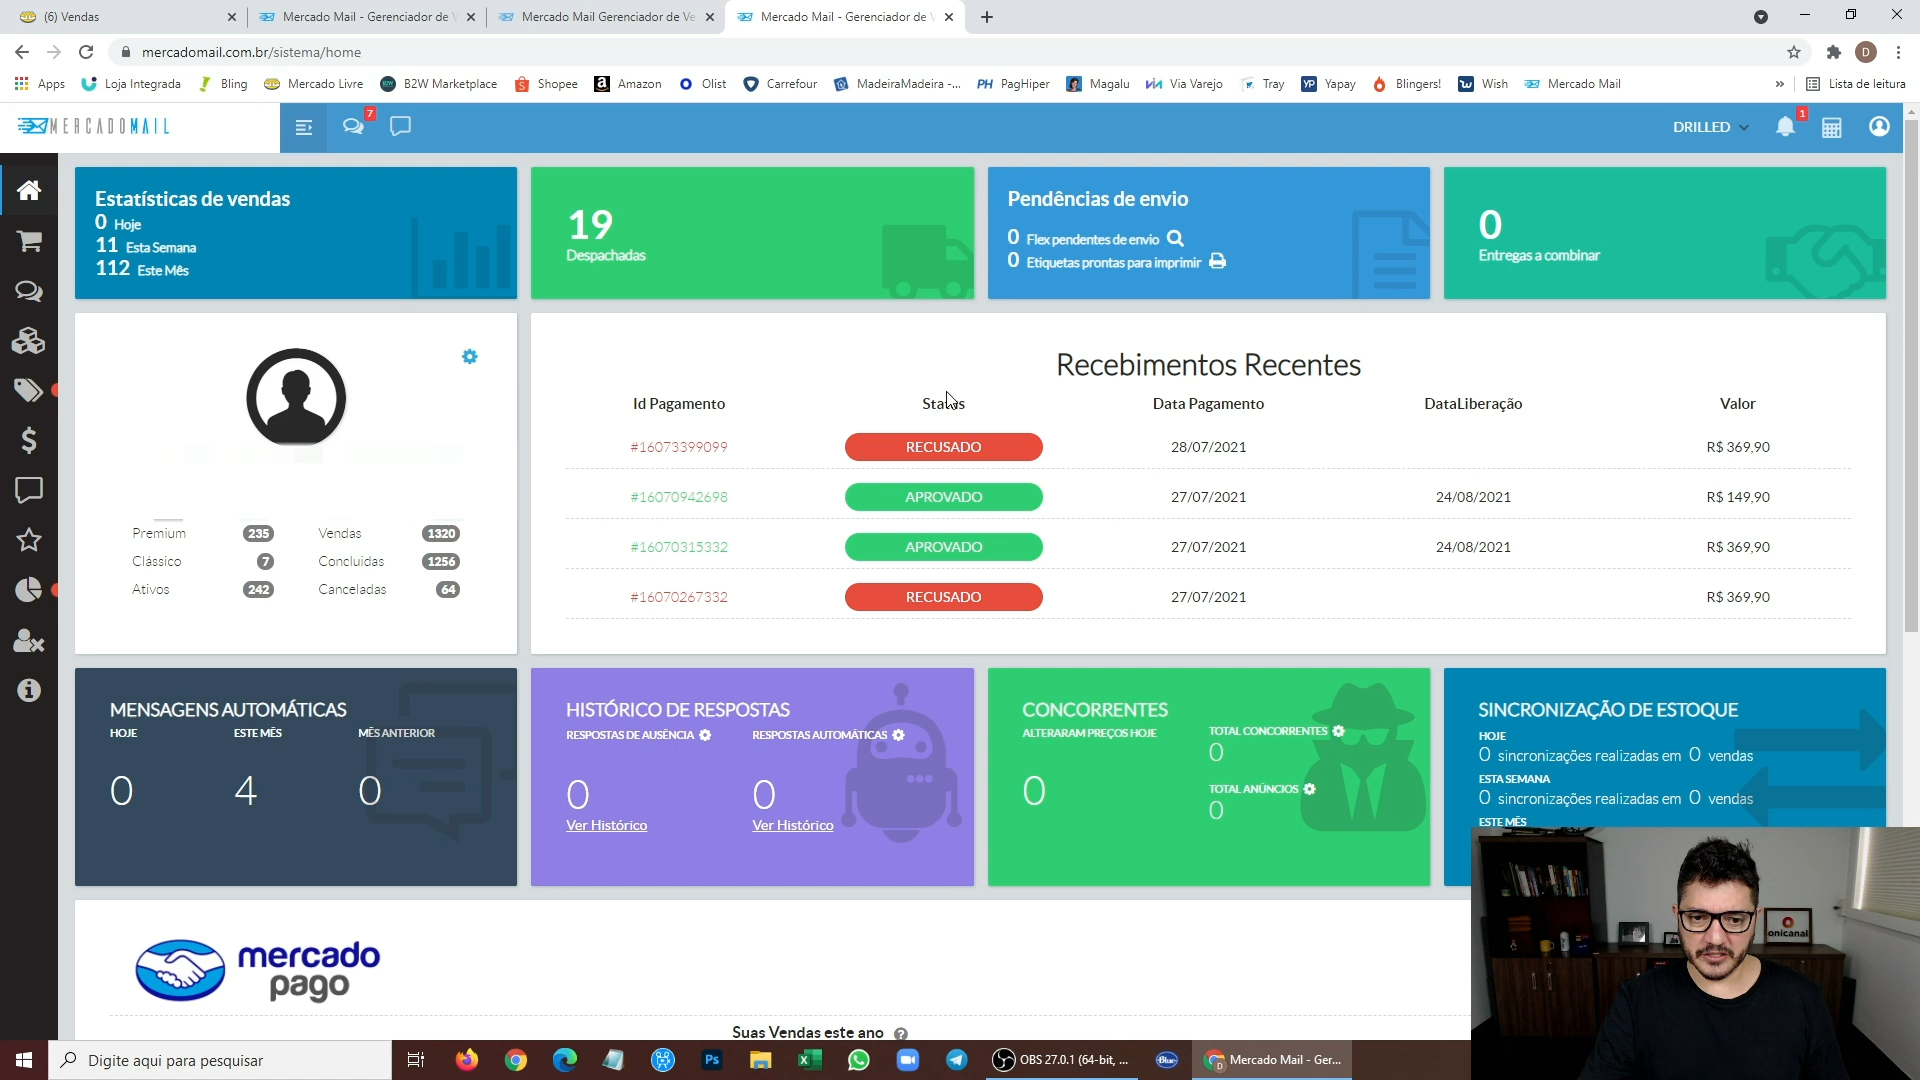 (6) Vendas
Mercado Mail - Gerenciador de V
Mercado Mail Gerenciador de Ve
Mercado Mail - Gerenciador de V
mercadomail.com.br/sistema/home
D
Apps
Loja Integrada
Bling
Mercado Livre
B2W Marketplace
Shopee
Amazon
Olist
Carrefour
MadeiraMadeira -...
PH PagHiper
Magalu
Via Varejo
Tray
YP Yapay
Blingers!
Wish
Mercado Mail
»
Lista de leitura
MERCADOMAIL
7
DRILLED
1
Estatísticas de vendas
0 Hoje
11 Esta Semana
112 Este Mês
19
Despachadas
Pendências de envio
0 Flex pendentes de envio
0 Etiquetas prontas para imprimir
0
Entregas a combinar
Premium 235 Vendas 1320
Clássico 7 Concluidas 1256
Ativos 242 Canceladas 64
Recebimentos Recentes
Id Pagamento Status Data Pagamento DataLiberação Valor
#16073399099 RECUSADO 28/07/2021 R$ 369,90
#16070942698 APROVADO 27/07/2021 24/08/2021 R$ 149,90
#16070315332 APROVADO 27/07/2021 24/08/2021 R$ 369,90
#16070267332 RECUSADO 27/07/2021 R$ 369,90
MENSAGENS AUTOMÁTICAS
HOJE ESTE MÊS MÊS ANTERIOR
0 4 0
HISTÓRICO DE RESPOSTAS
RESPOSTAS DE AUSÊNCIA RESPOSTAS AUTOMÁTICAS
0 0
Ver Histórico Ver Histórico
CONCORRENTES
ALTERARAM PREÇOS HOJE
0
TOTAL CONCORRENTES
0
TOTAL ANÚNCIOS
0
SINCRONIZAÇÃO DE ESTOQUE
HOJE
0 sincronizações realizadas em 0 vendas
ESTA SEMANA
0 sincronizações realizadas em 0 vendas
ESTE MÊS
mercado
pago
Suas Vendas este ano ?
onicanal
Digite aqui para pesquisar
Ps
OBS 27.0.1 (64-bit, ...
Blue
Mercado Mail - Ger...